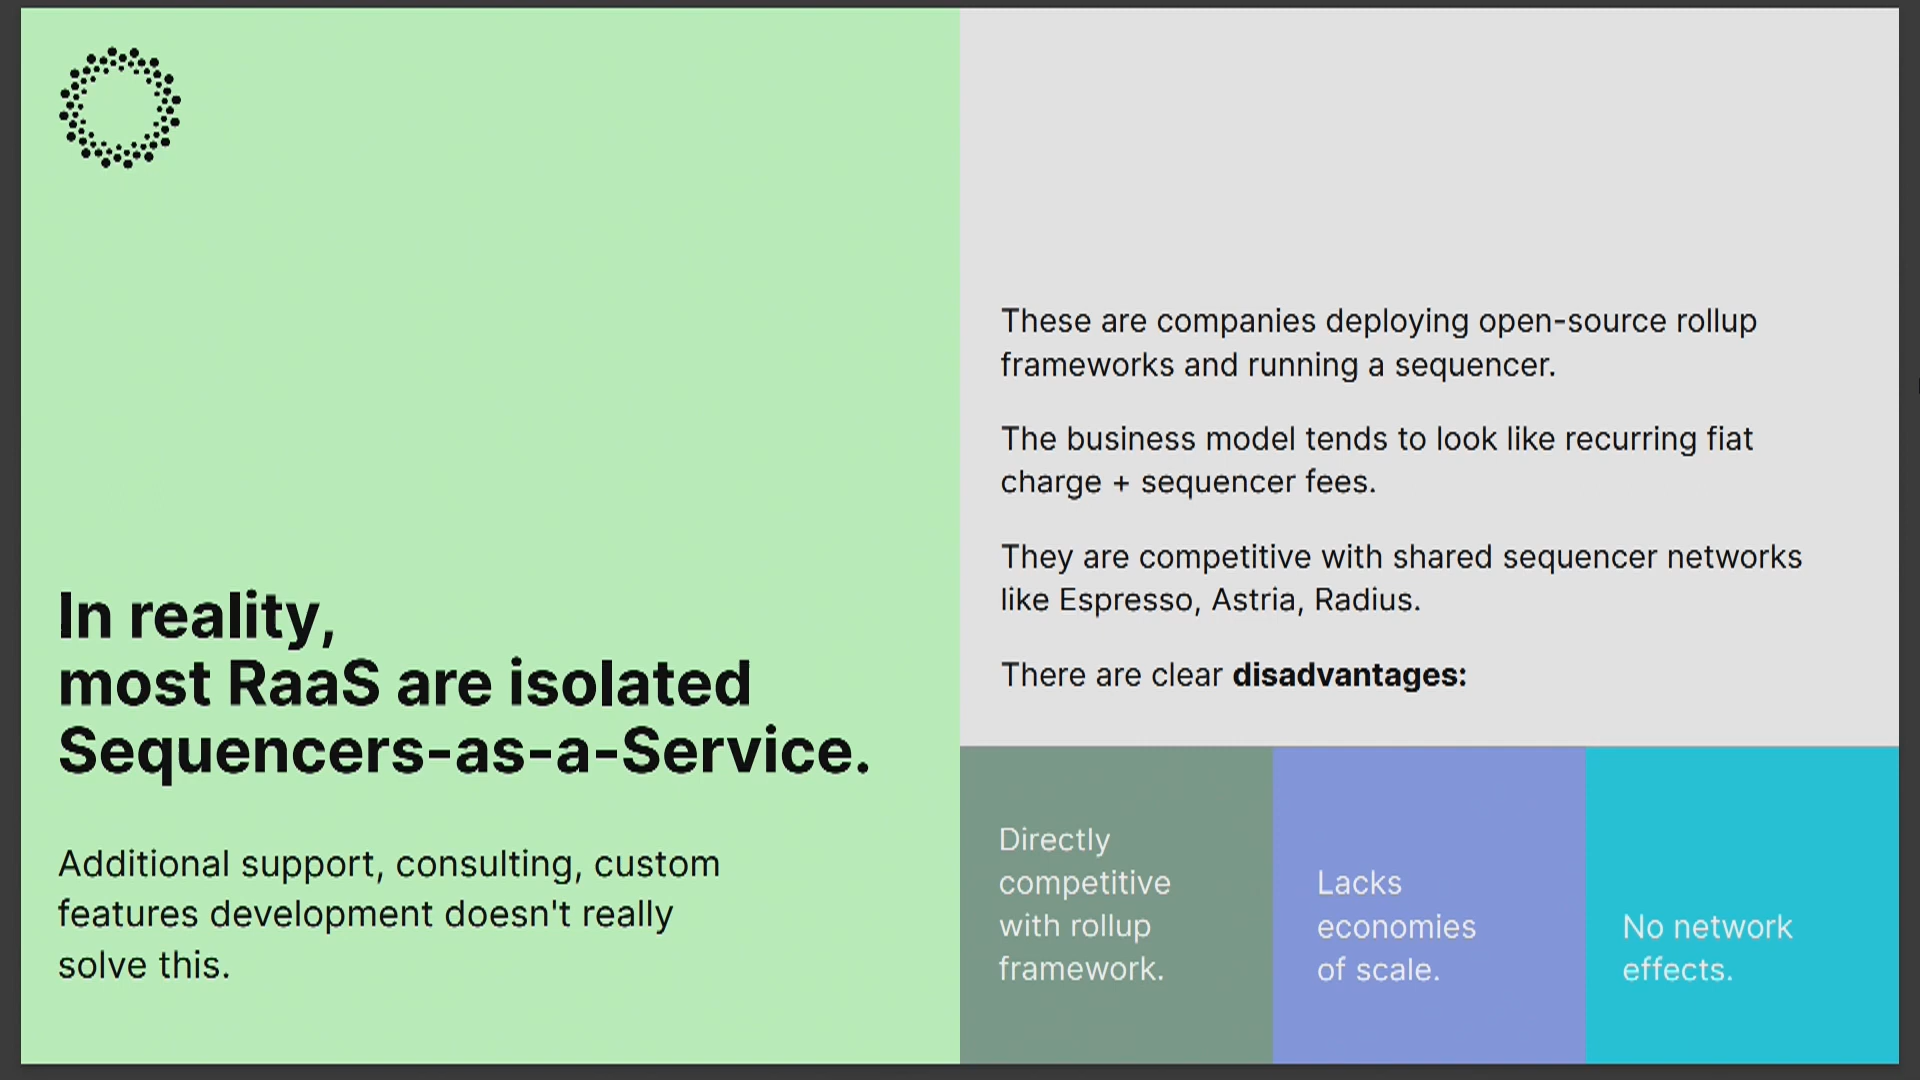 In reality,
most RaaS are isolated
Sequencers-as-a-Service.
Additional support, consulting, custom
features development doesn't really
solve this.
These are companies deploying open-source rollup
frameworks and running a sequencer.
The business model tends to look like recurring fiat
charge + sequencer fees.
They are competitive with shared sequencer networks
like Espresso, Astria, Radius.
There are clear disadvantages:
Directly
competitive
with rollup
framework.
Lacks
economies
of scale.
No network
effects.